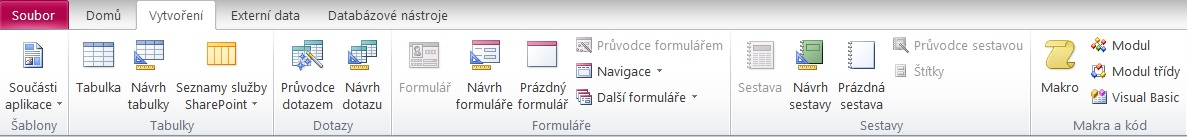 Soubor Domů Vytvoření Externí data Databázové nástroje
Součásti aplikace
Šablony
Tabulka
Návrh tabulky
Seznamy služby SharePoint
Tabulky
Průvodce dotazem
Návrh dotazu
Dotazy
Formulář
Návrh formuláře
Prázdný formulář
Průvodce formulářem
Navigace
Další formuláře
Formuláře
Sestava
Návrh sestavy
Prázdná sestava
Průvodce sestavou
Štítky
Sestavy
Makro
Modul
Modul třídy
Visual Basic
Makra a kód